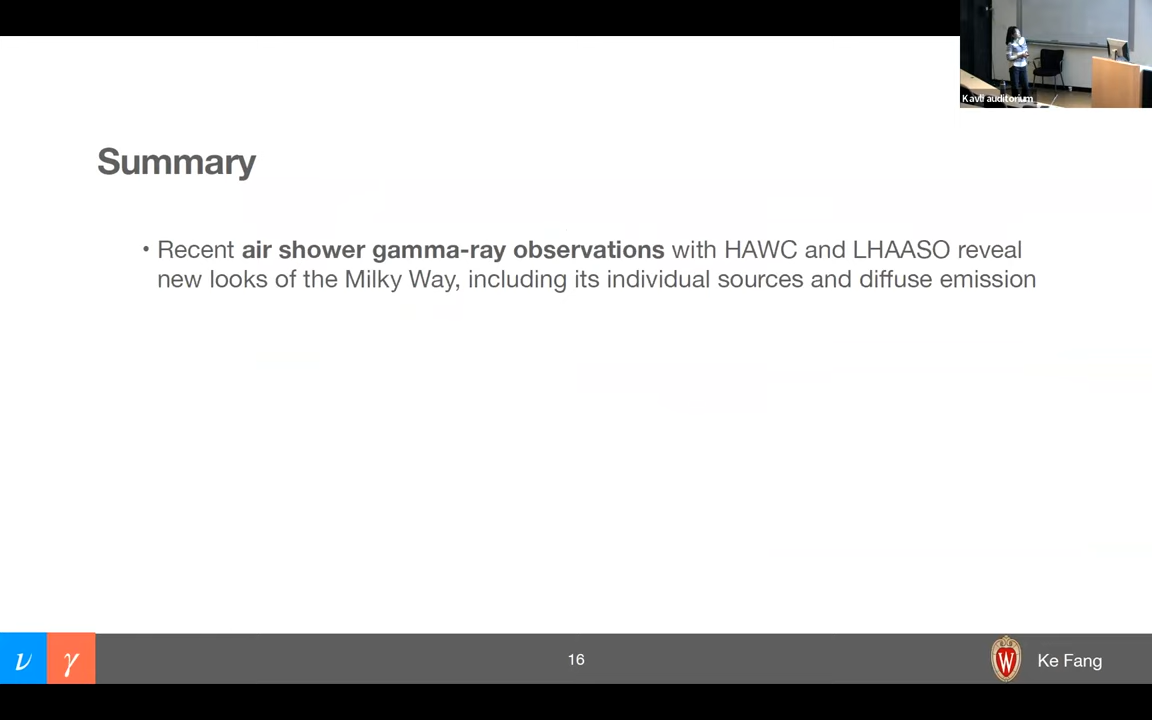 Kavli auditorium
Summary
• Recent air shower gamma-ray observations with HAWC and LHAASO reveal
new looks of the Milky Way, including its individual sources and diffuse emission
ν γ
16
W
Ke Fang